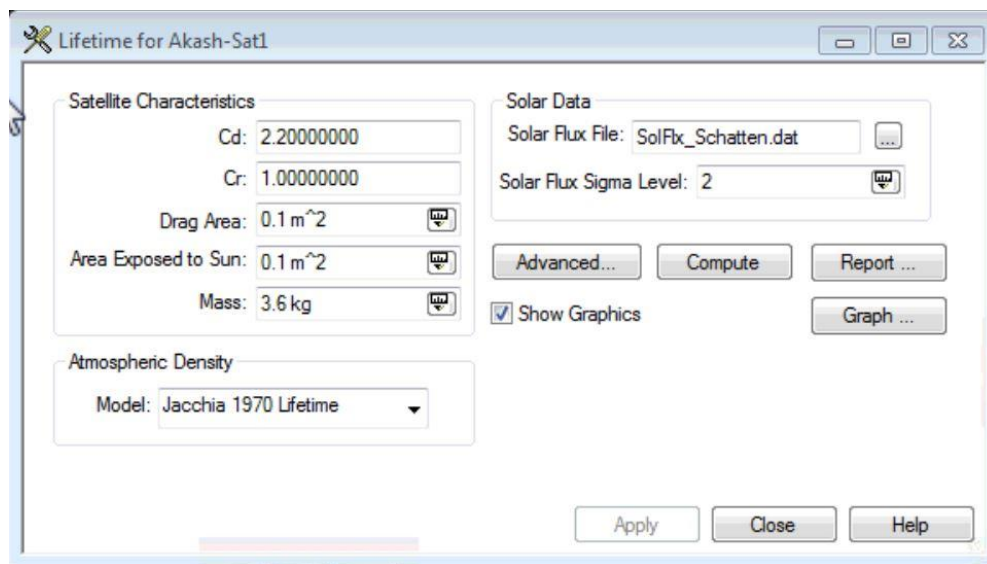 Lifetime for Akash-Sat1
Satellite Characteristics
Cd: 2.20000000
Cr: 1.00000000
Drag Area: 0.1 m^2
Area Exposed to Sun: 0.1 m^2
Mass: 3.6 kg
Atmospheric Density
Model: Jacchia 1970 Lifetime
Solar Data
Solar Flux File: SolFlx_Schatten.dat ...
Solar Flux Sigma Level: 2
Advanced... Compute Report ...
Show Graphics Graph ...
Apply Close Help